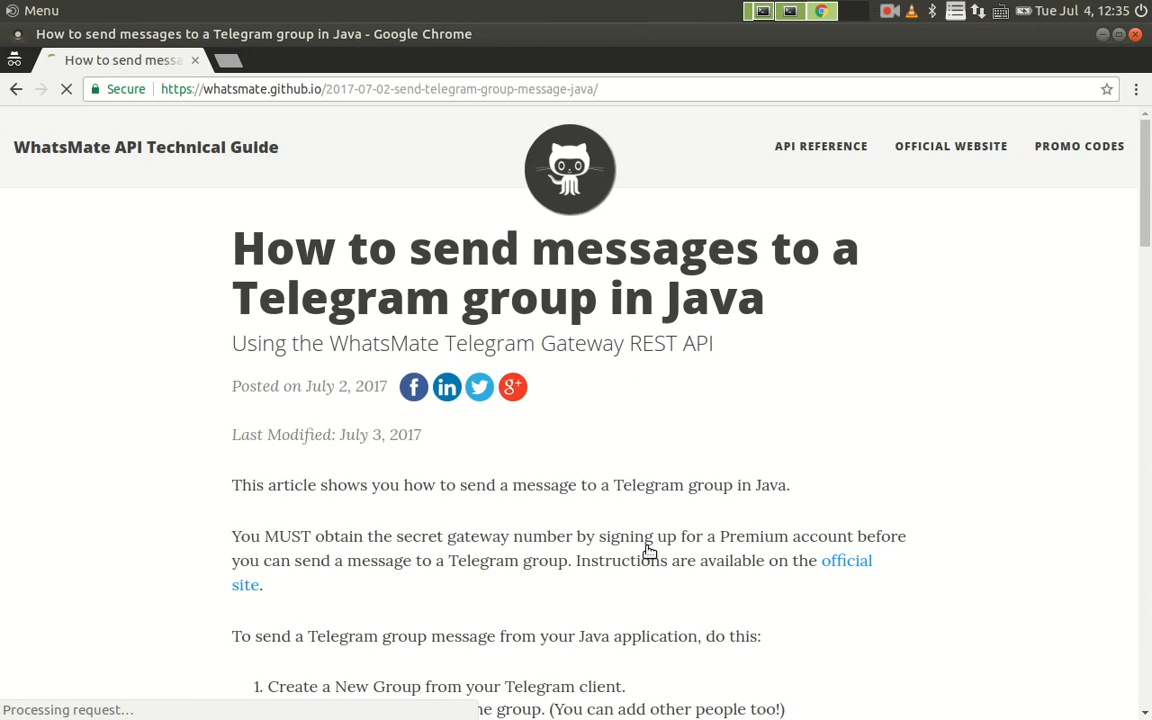 Menu
Tue Jul 4, 12:35
How to send messages to a Telegram group in Java - Google Chrome
How to send messa
Secure
https://whatsmate.github.io/2017-07-02-send-telegram-group-message-java/
WhatsMate API Technical Guide
API REFERENCE
OFFICIAL WEBSITE
PROMO CODES
How to send messages to a
Telegram group in Java
Using the WhatsMate Telegram Gateway REST API
Posted on July 2, 2017
f
in
g+
Last Modified: July 3, 2017
This article shows you how to send a message to a Telegram group in Java.
You MUST obtain the secret gateway number by signing up for a Premium account before
you can send a message to a Telegram group. Instructions are available on the official
site.
To send a Telegram group message from your Java application, do this:
1. Create a New Group from your Telegram client.
he group. (You can add other people too!)
Processing request...